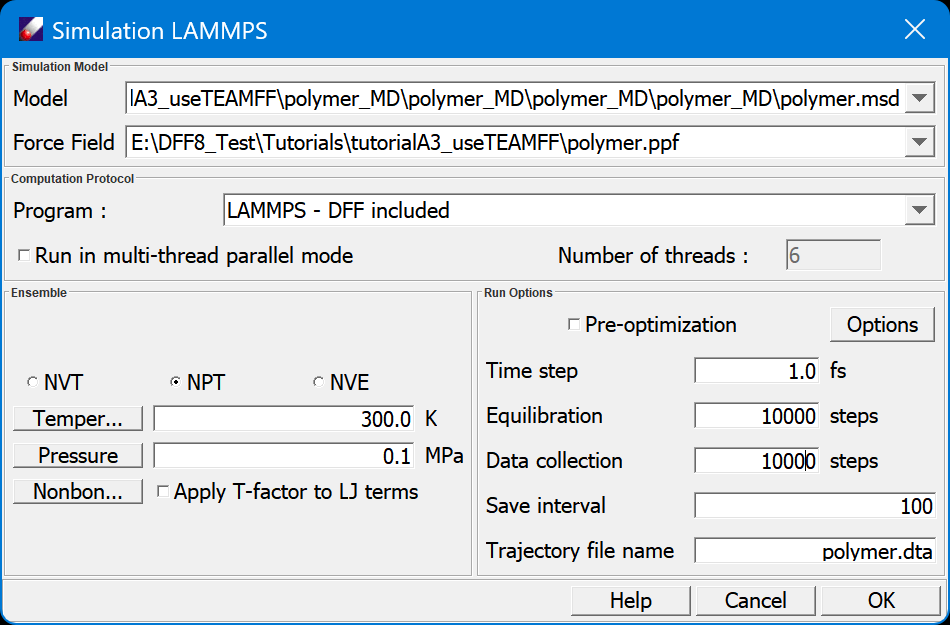 Simulation LAMMPS
Simulation Model
Model lA3_useTEAMFF\polymer_MD\polymer_MD\polymer_MD\polymer_MD\polymer.msd
Force Field E:\DFF8_Test\Tutorials\tutorialA3_useTEAMFF\polymer.ppf
Computation Protocol
Program : LAMMPS - DFF included
Run in multi-thread parallel mode Number of threads : 6
Ensemble
NVT NPT NVE
Temper... 300.0 K
Pressure 0.1 MPa
Nonbon... Apply T-factor to LJ terms
Run Options
Pre-optimization Options
Time step 1.0 fs
Equilibration 10000 steps
Data collection 10000 steps
Save interval 100
Trajectory file name polymer.dta
Help Cancel OK